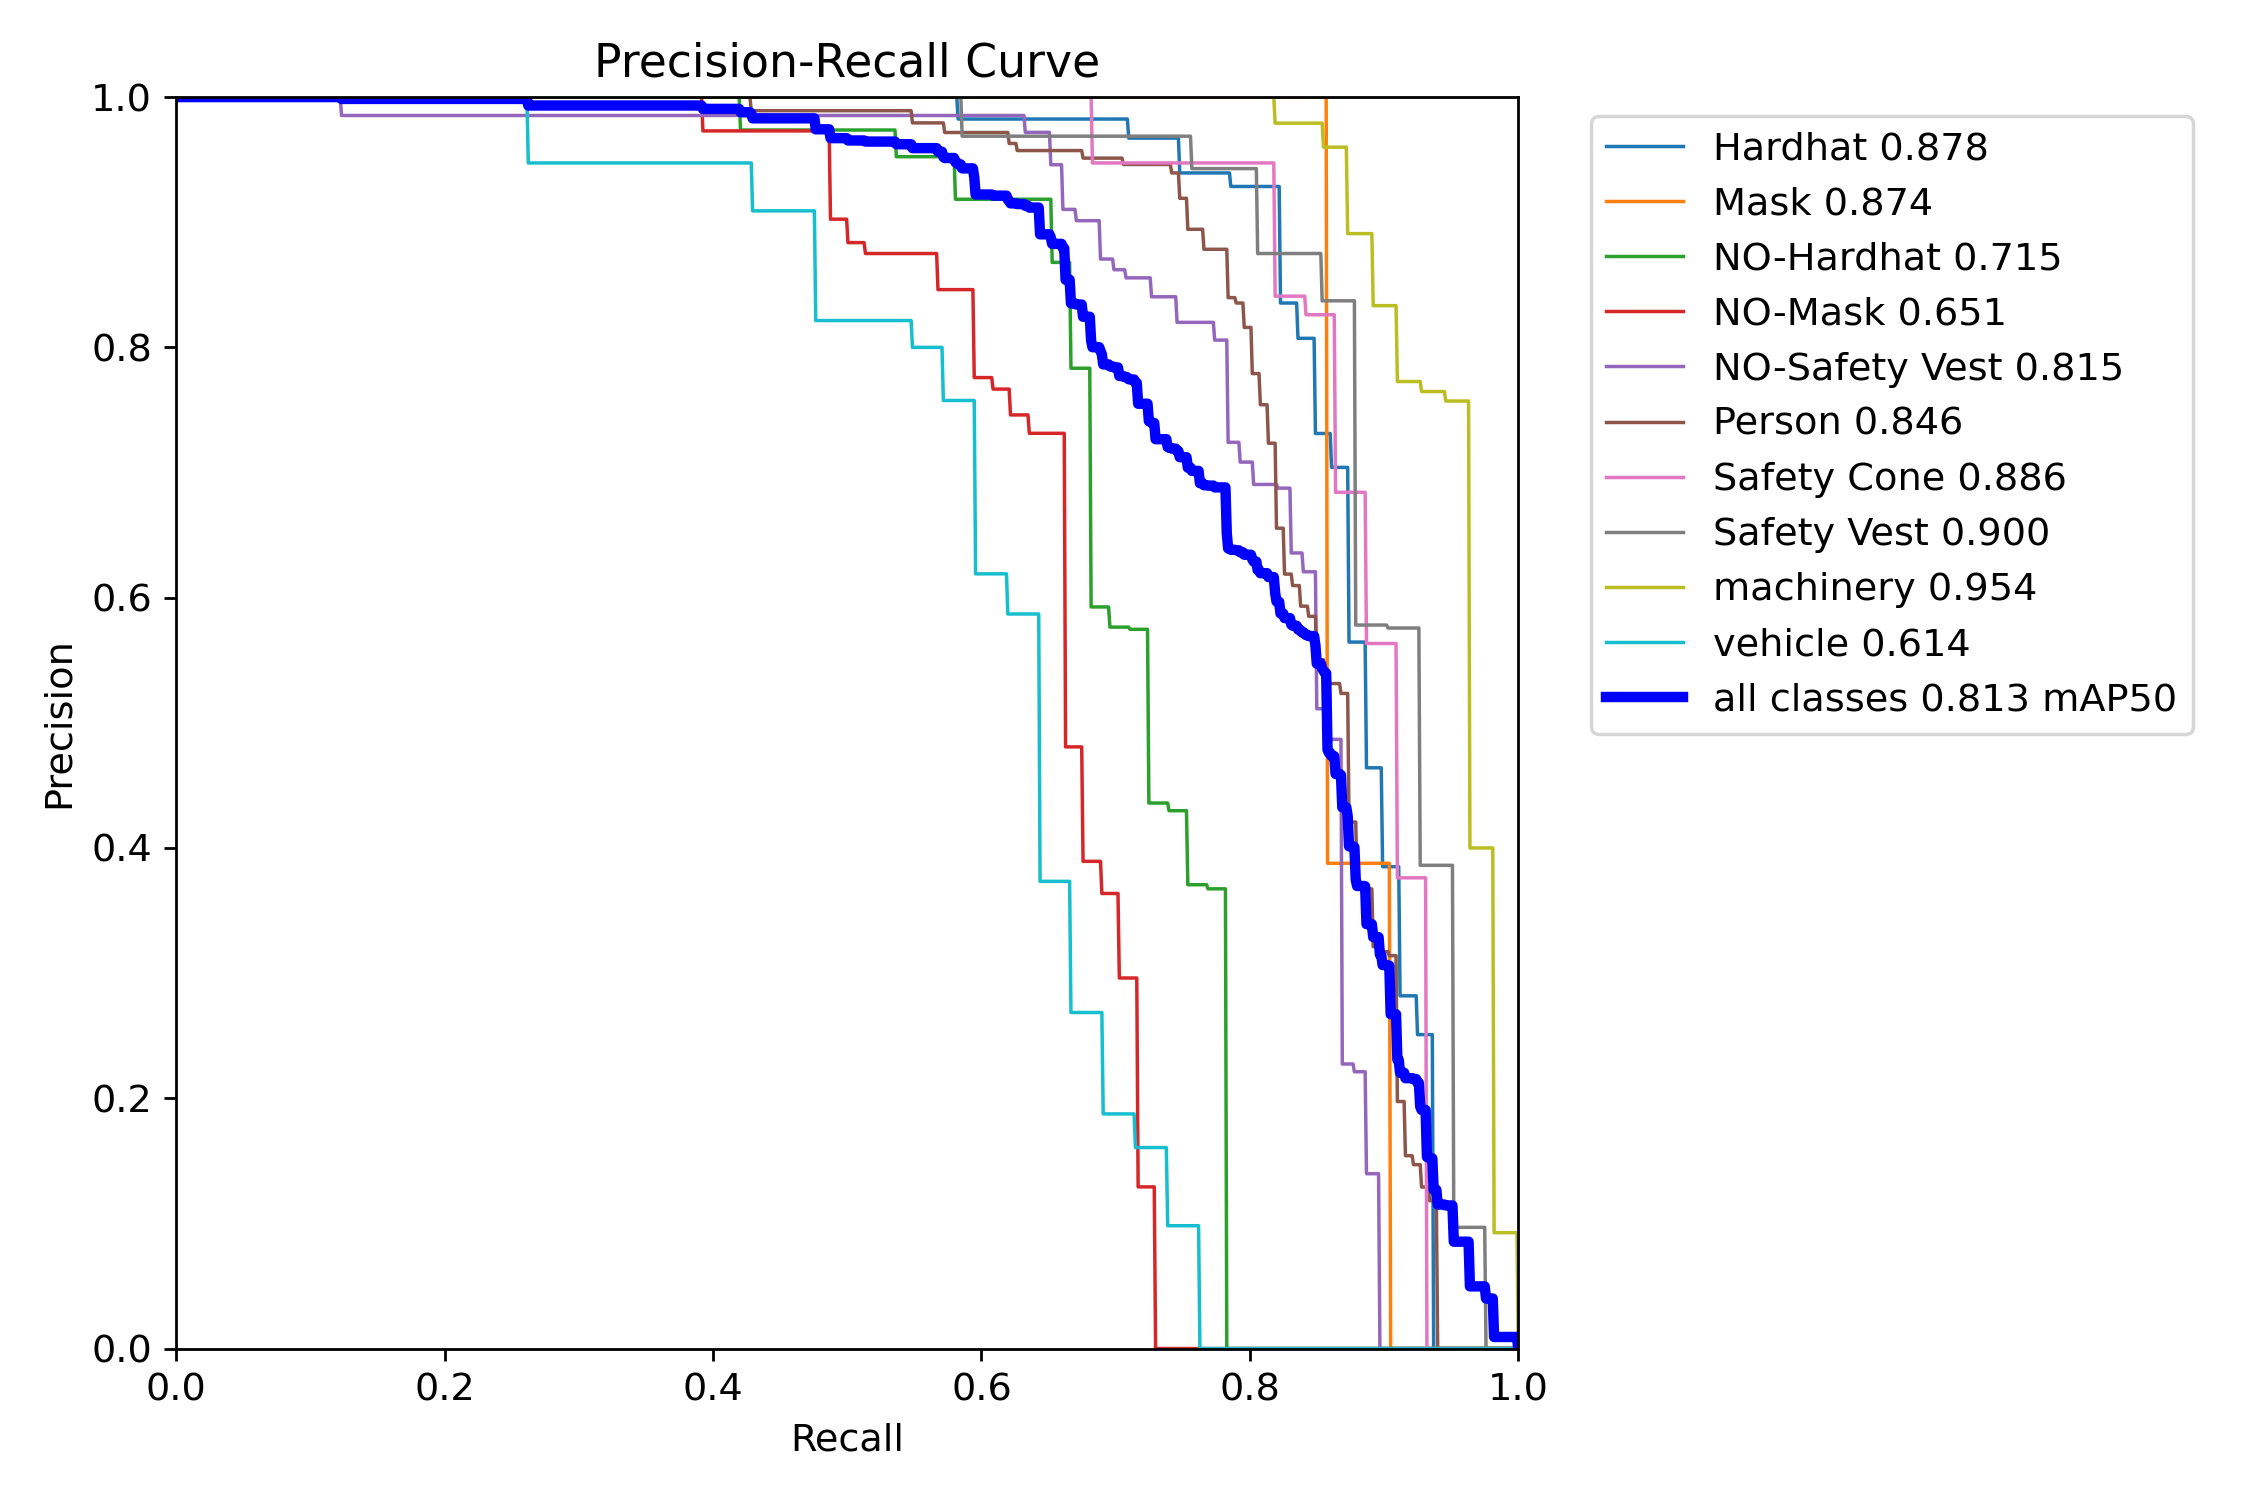 Precision-Recall Curve
1.0
0.8
0.6
0.4
0.2
0.0
Precision
0.0 0.2 0.4 0.6 0.8 1.0
Recall
Hardhat 0.878
Mask 0.874
NO-Hardhat 0.715
NO-Mask 0.651
NO-Safety Vest 0.815
Person 0.846
Safety Cone 0.886
Safety Vest 0.900
machinery 0.954
vehicle 0.614
all classes 0.813 mAP50